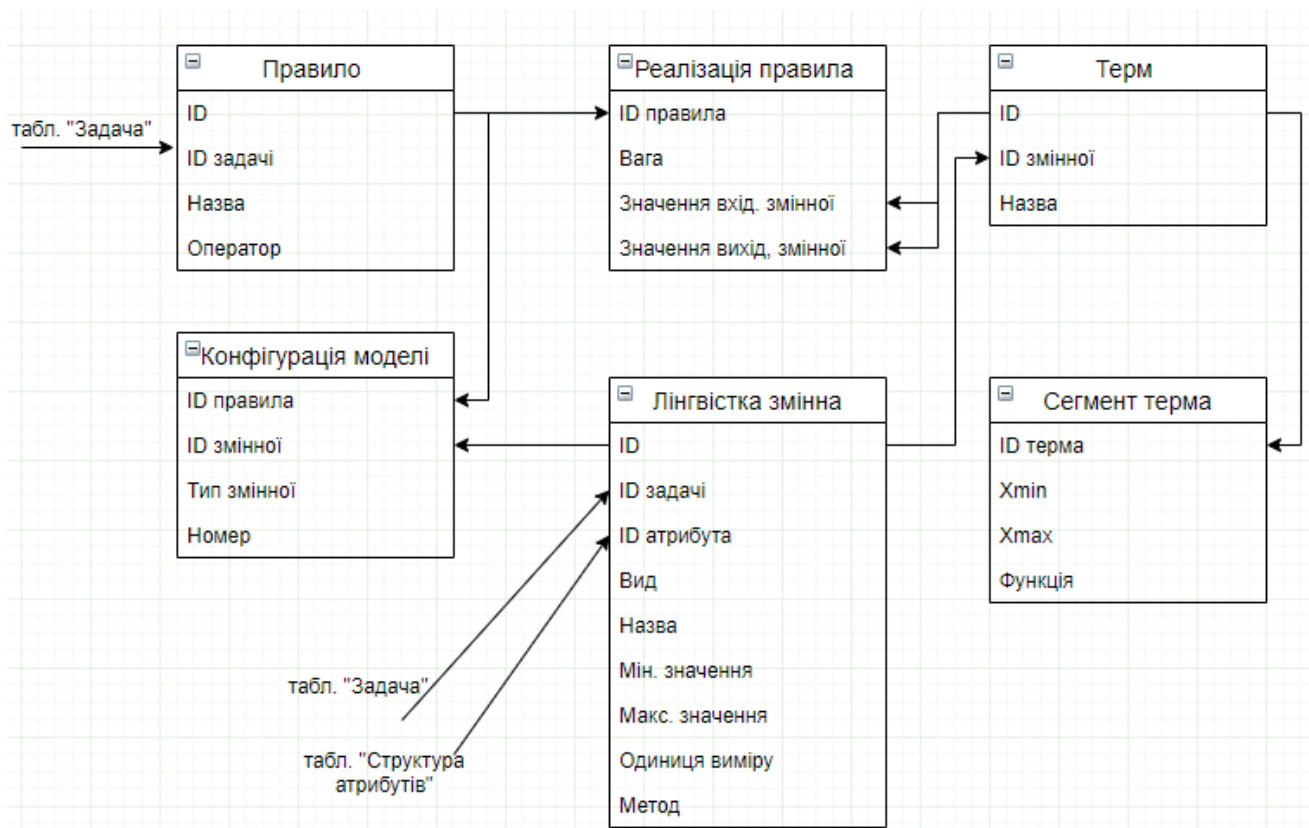 Правило
ID
ID задачі
Назва
Оператор
табл. "Задача"
Реалізація правила
ID правила
Вага
Значення вхід. змінної
Значення вихід, змінної
Терм
ID
ID змінної
Назва
Конфігурація моделі
ID правила
ID змінної
Тип змінної
Номер
Лінгвістка змінна
ID
ID задачі
ID атрибута
Вид
Назва
Мін. значення
Макс. значення
Одиниця виміру
Метод
Сегмент терма
ID терма
Xmin
Xmax
Функція
табл. "Задача"
табл. "Структура
атрибутів"